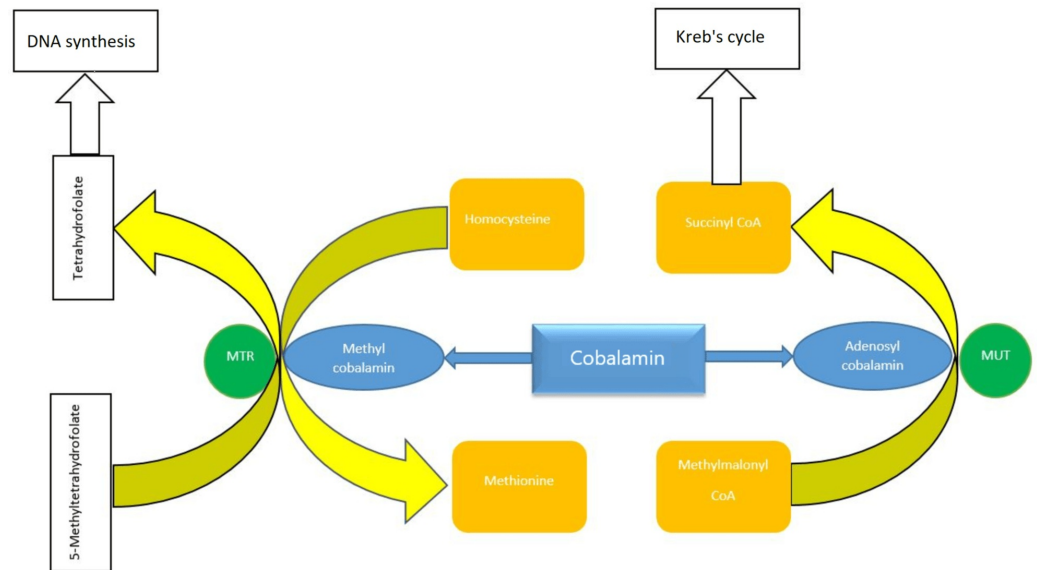 DNA synthesis
Kreb's cycle
Tetrahydrofolate
Homocysteine
Succinyl CoA
MTR
Methyl
cobalamin
Cobalamin
Adenosyl
cobalamin
MUT
5-Methyltetrahydrofolate
Methionine
Methylmalonyl
CoA